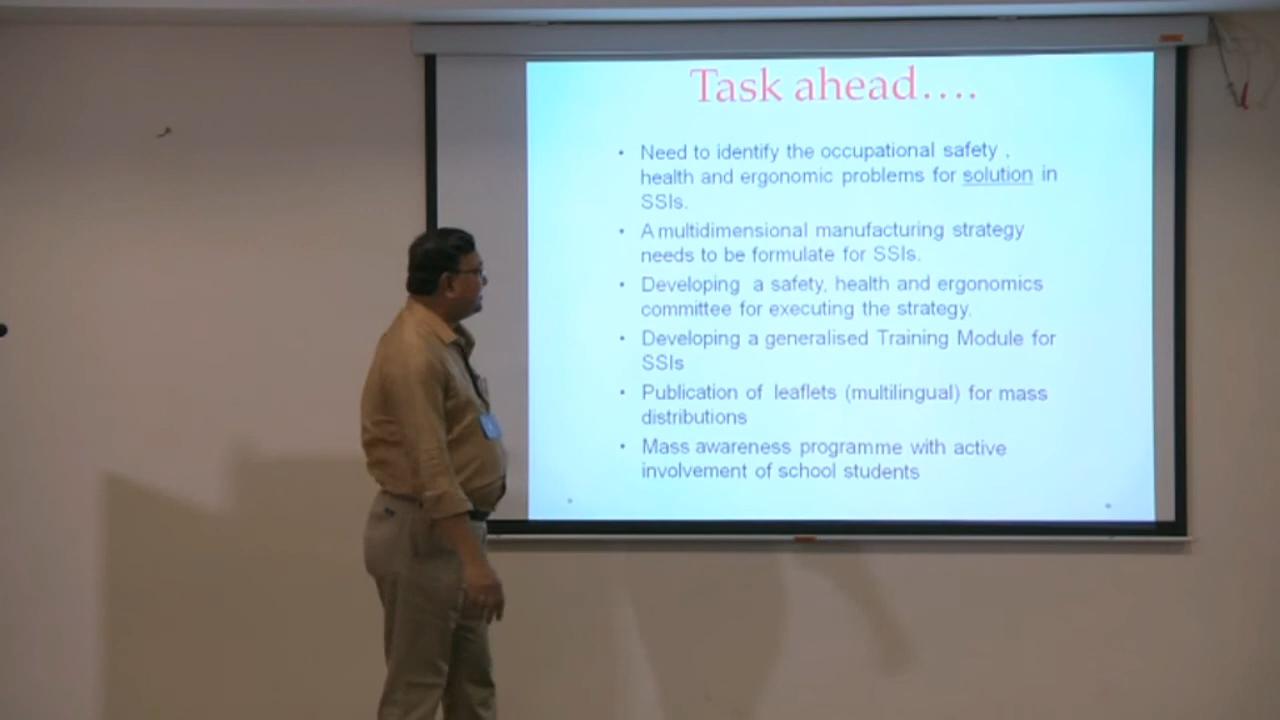 Task ahead....
• Need to identify the occupational safety ,
health and ergonomic problems for solution in
SSIs.
• A multidimensional manufacturing strategy
needs to be formulate for SSIs.
• Developing a safety, health and ergonomics
committee for executing the strategy.
• Developing a generalised Training Module for
SSIs
• Publication of leaflets (multilingual) for mass
distributions
• Mass awareness programme with active
involvement of school students